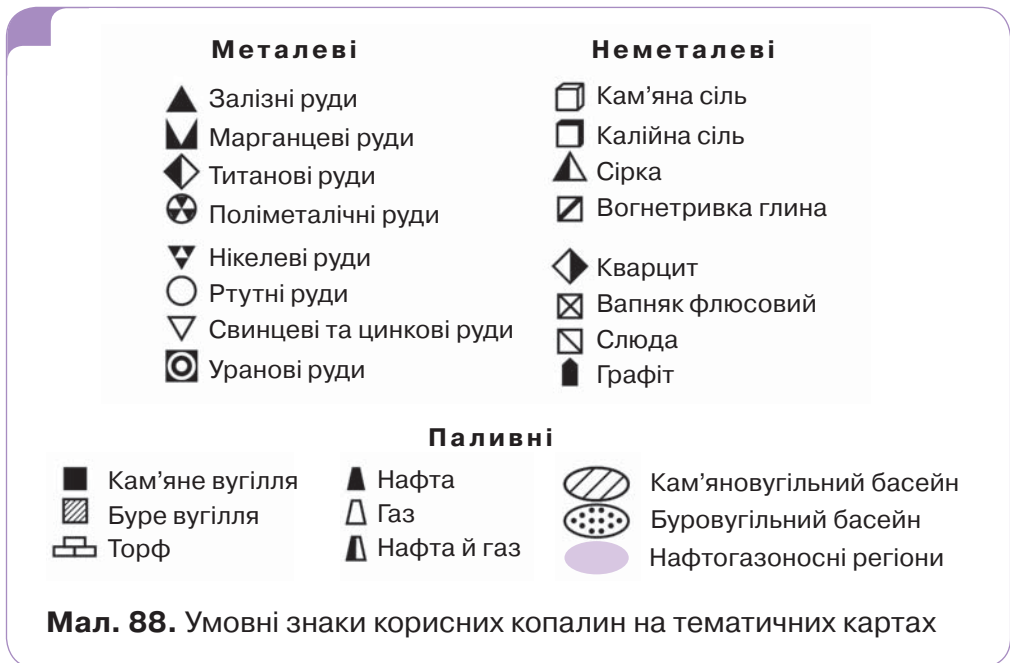 Металеві
Залізні руди
Марганцеві руди
Титанові руди
Поліметалічні руди
Нікелеві руди
Ртутні руди
Свинцеві та цинкові руди
Уранові руди
Неметалеві
Кам'яна сіль
Калійна сіль
Сірка
Вогнетривка глина
Кварцит
Вапняк флюсовий
Слюда
Графіт
Паливні
Кам'яне вугілля
Буре вугілля
Торф
Нафта
Газ
Нафта й газ
Кам'яновугільний басейн
Буровугільний басейн
Нафтогазоносні регіони
Мал. 88. Умовні знаки корисних копалин на тематичних картах